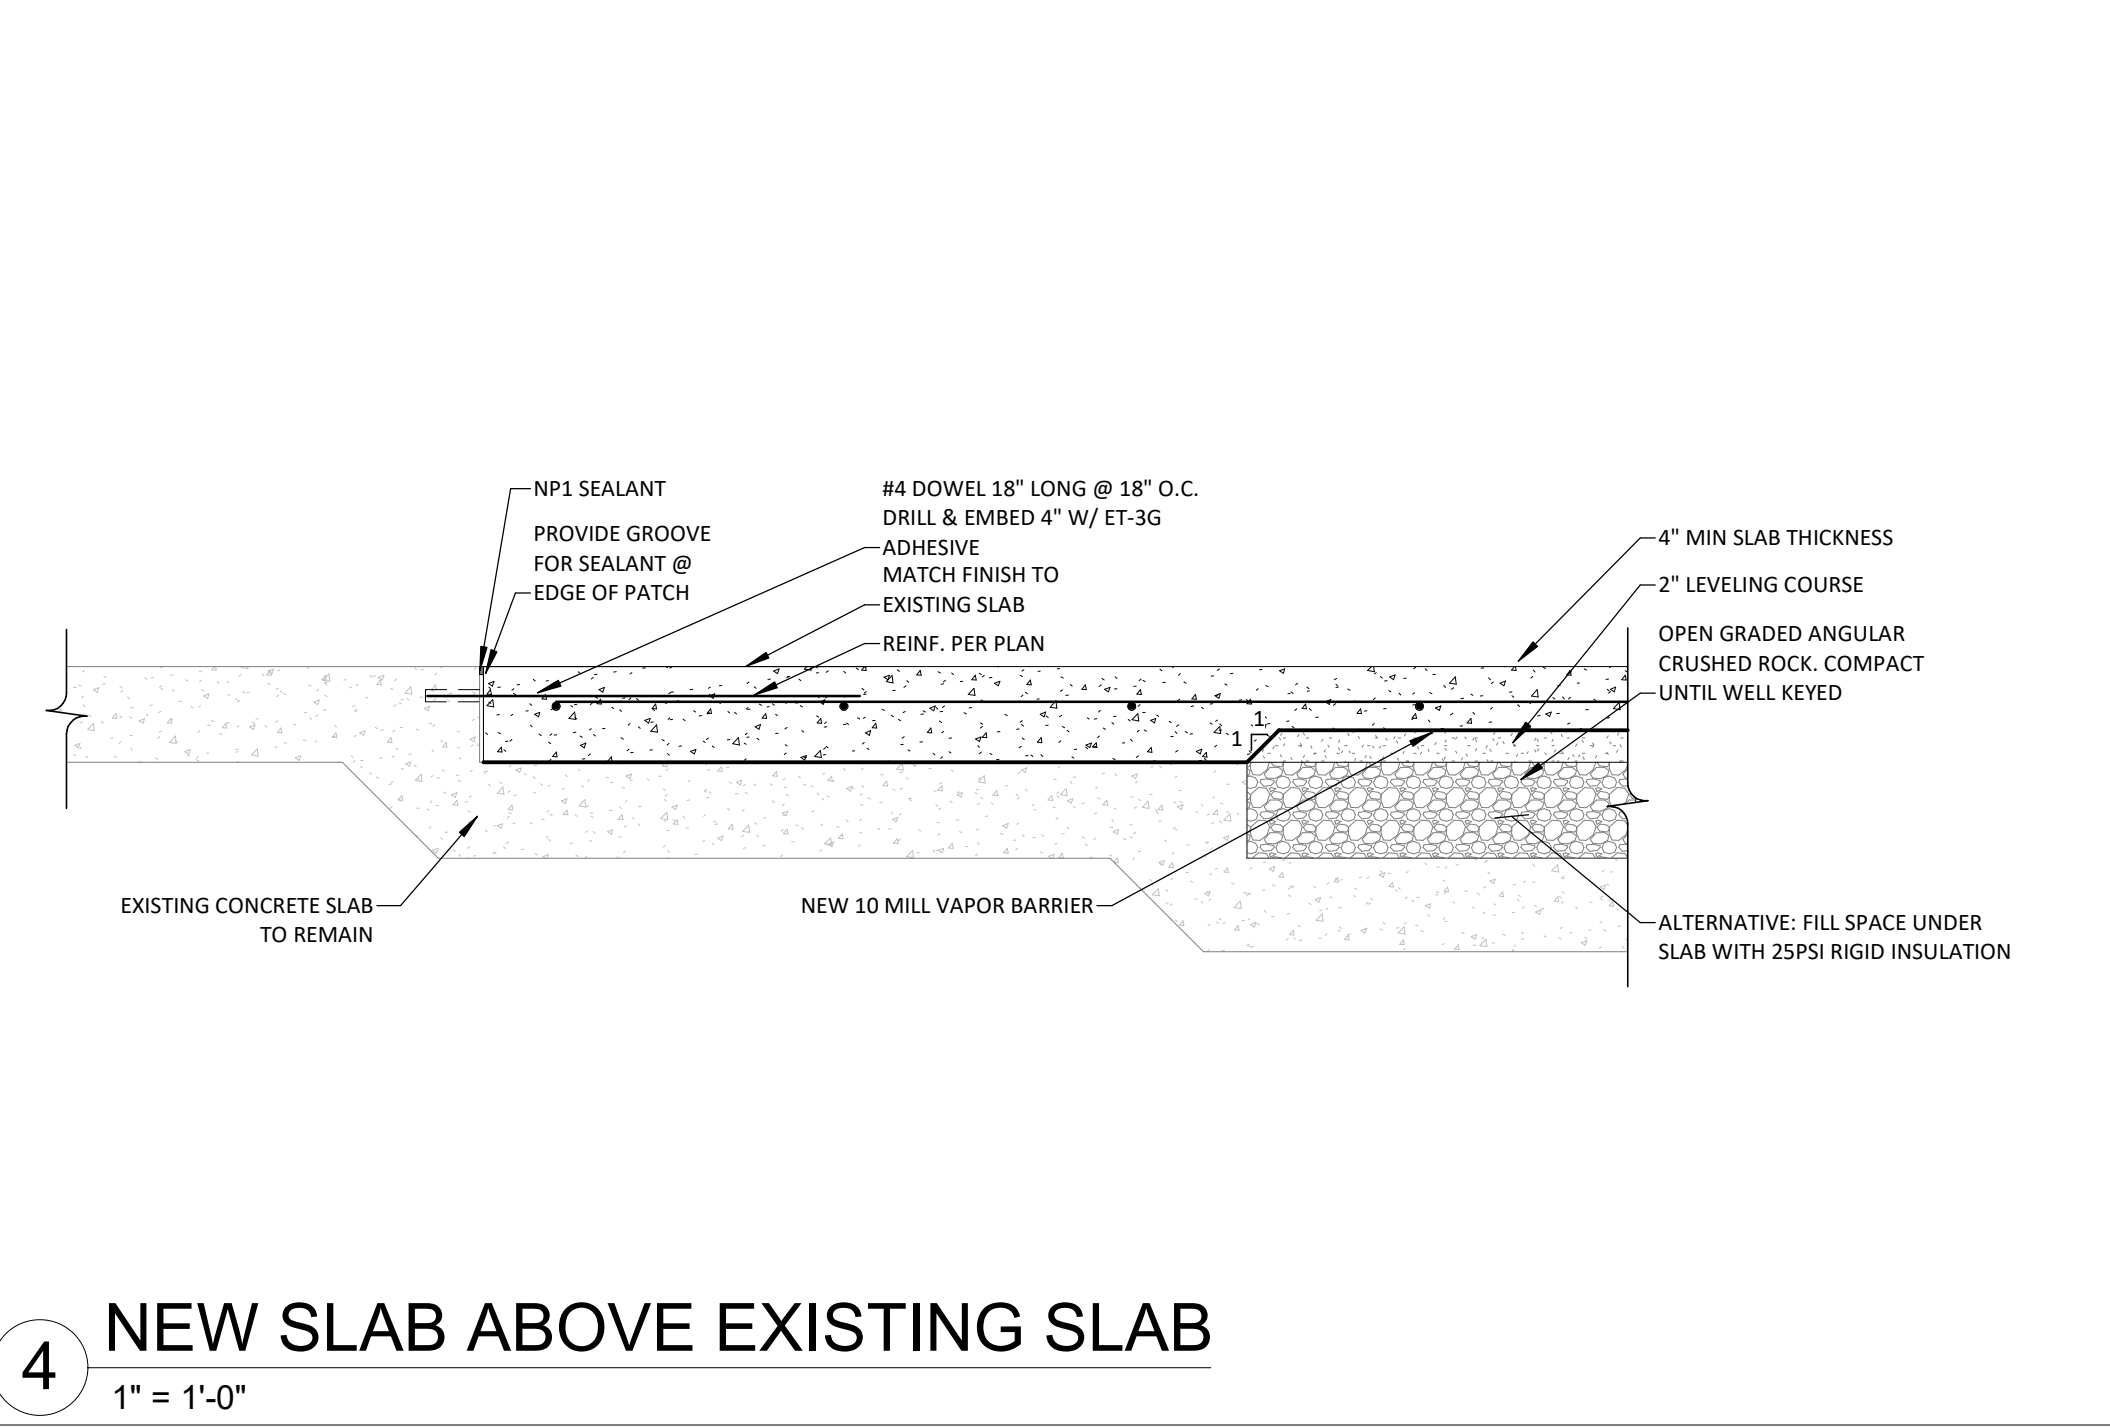 NP1 SEALANT
PROVIDE GROOVE
FOR SEALANT @
EDGE OF PATCH
#4 DOWEL 18" LONG @ 18" O.C.
DRILL & EMBED 4" W/ ET-3G
ADHESIVE
MATCH FINISH TO
EXISTING SLAB
REINF. PER PLAN
4" MIN SLAB THICKNESS
2" LEVELING COURSE
OPEN GRADED ANGULAR
CRUSHED ROCK. COMPACT
UNTIL WELL KEYED
1
1
EXISTING CONCRETE SLAB
TO REMAIN
NEW 10 MILL VAPOR BARRIER
ALTERNATIVE: FILL SPACE UNDER
SLAB WITH 25PSI RIGID INSULATION
4
NEW SLAB ABOVE EXISTING SLAB
1" = 1'-0"